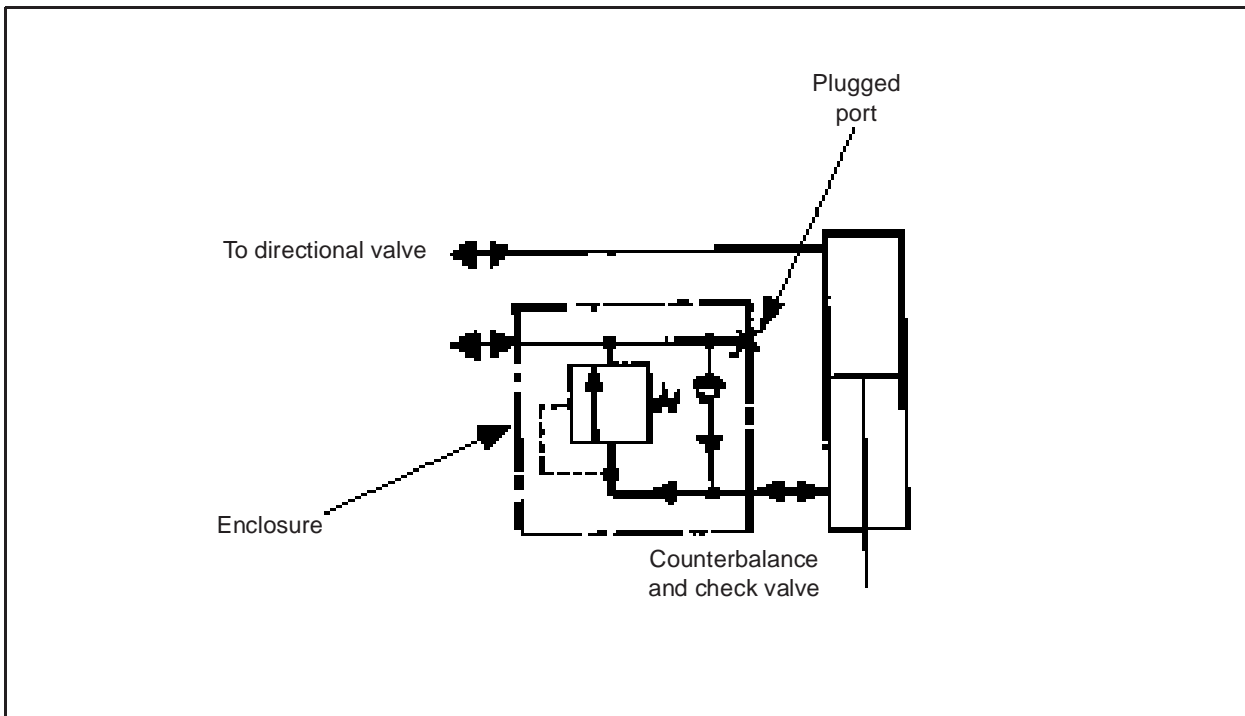 Plugged
port
To directional valve
Enclosure
Counterbalance
and check valve